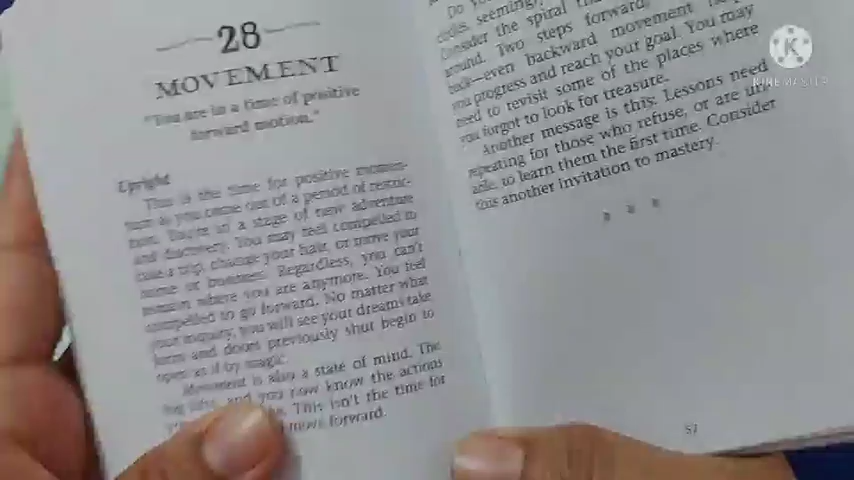 28
MOVEMENT
"You are in a time of positive
forward motion."
Upright
This is the time for positive momen-
tum as you come out of a period of restric-
tion. You're in a stage of new adventure
and discovery. You may feel compelled to
take a trip, change your hair, or move your
home or business. Regardless, you can't
remain where you are anymore. You feel
compelled to go forward. No matter what
your inquiry, you will see your dreams take
form and doors previously shut begin to
open as if by magic.
Movement is also a state of mind. The
and you now know the actions
This isn't the time for
move forward.
Do you
seeming
Consider the spiral
around. Two steps forward,
back—even backward movement
you progress and reach your goal. You may
need to revisit some of the places where
you forgot to look for treasure.
Another message is this: Lessons need
repeating for those who refuse, or are un-
able, to learn them the first time. Consider
this another invitation to mastery.
57
K
KINEMASTER